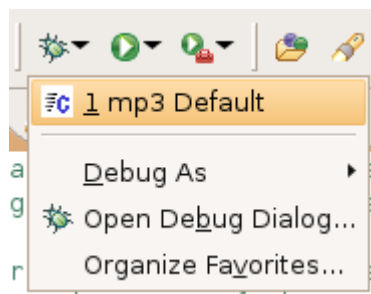 1 mp3 Default
Debug As
Open Debug Dialog...
Organize Favorites...
a
g
r